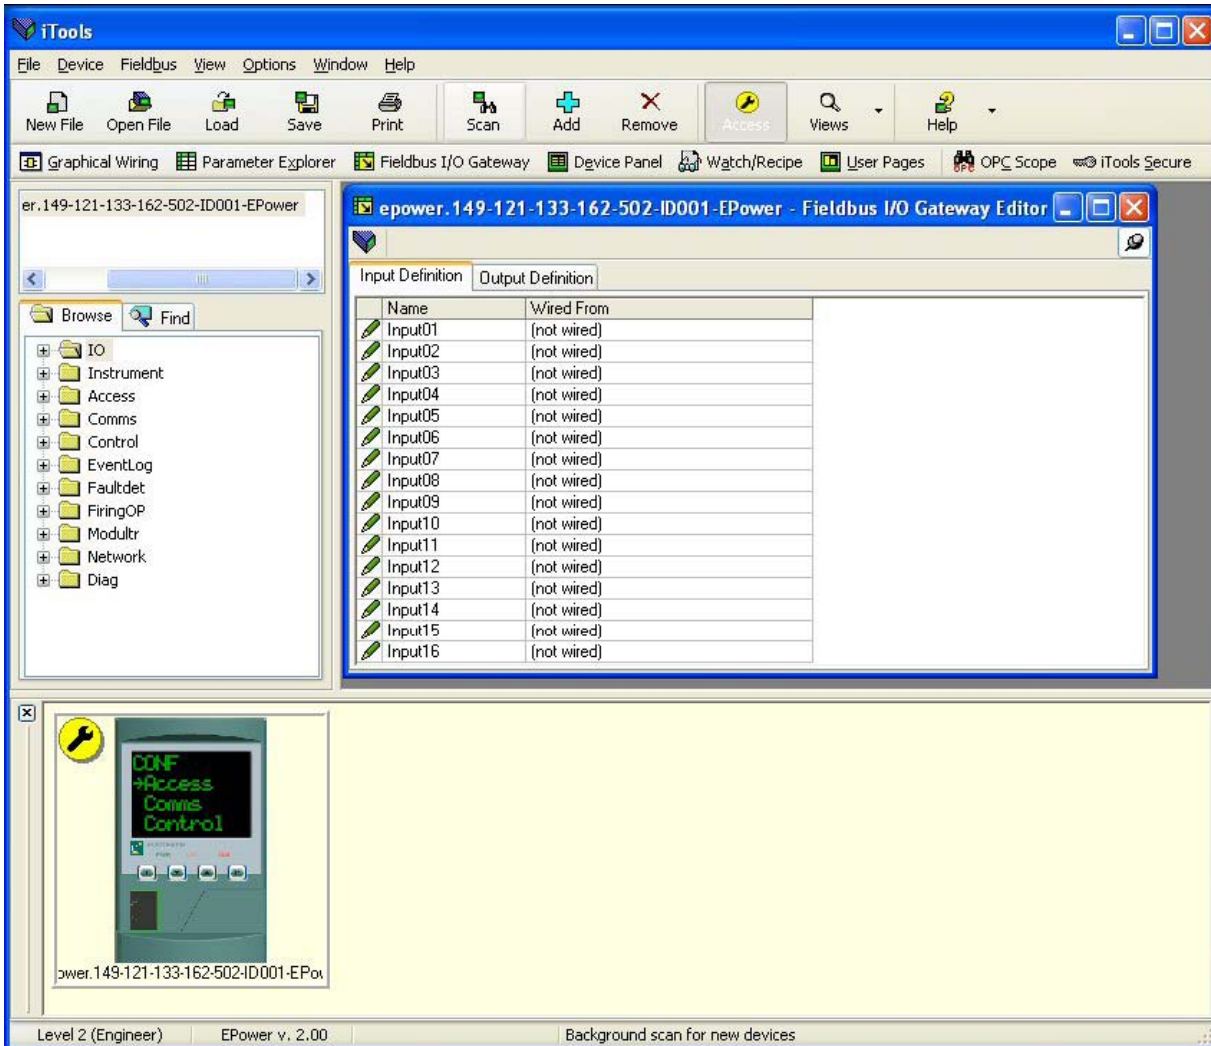 iTools
File Device Fieldbus View Options Window Help
New File Open File Load Save Print Scan Add Remove Access Views Help
Graphical Wiring Parameter Explorer Fieldbus I/O Gateway Device Panel Watch/Recipe User Pages OPC Scope iTools Secure
er.149-121-133-162-502-ID001-EPower
epower.149-121-133-162-502-ID001-EPower - Fieldbus I/O Gateway Editor
Input Definition Output Definition
Browse Find
IO
Instrument
Access
Comms
Control
EventLog
Faultdet
FiringOP
Modultr
Network
Diag
Name Wired From
Input01 (not wired)
Input02 (not wired)
Input03 (not wired)
Input04 (not wired)
Input05 (not wired)
Input06 (not wired)
Input07 (not wired)
Input08 (not wired)
Input09 (not wired)
Input10 (not wired)
Input11 (not wired)
Input12 (not wired)
Input13 (not wired)
Input14 (not wired)
Input15 (not wired)
Input16 (not wired)
CONF
→Access
Comms
Control
ower.149-121-133-162-502-ID001-EPow
Level 2 (Engineer) EPower v. 2.00 Background scan for new devices